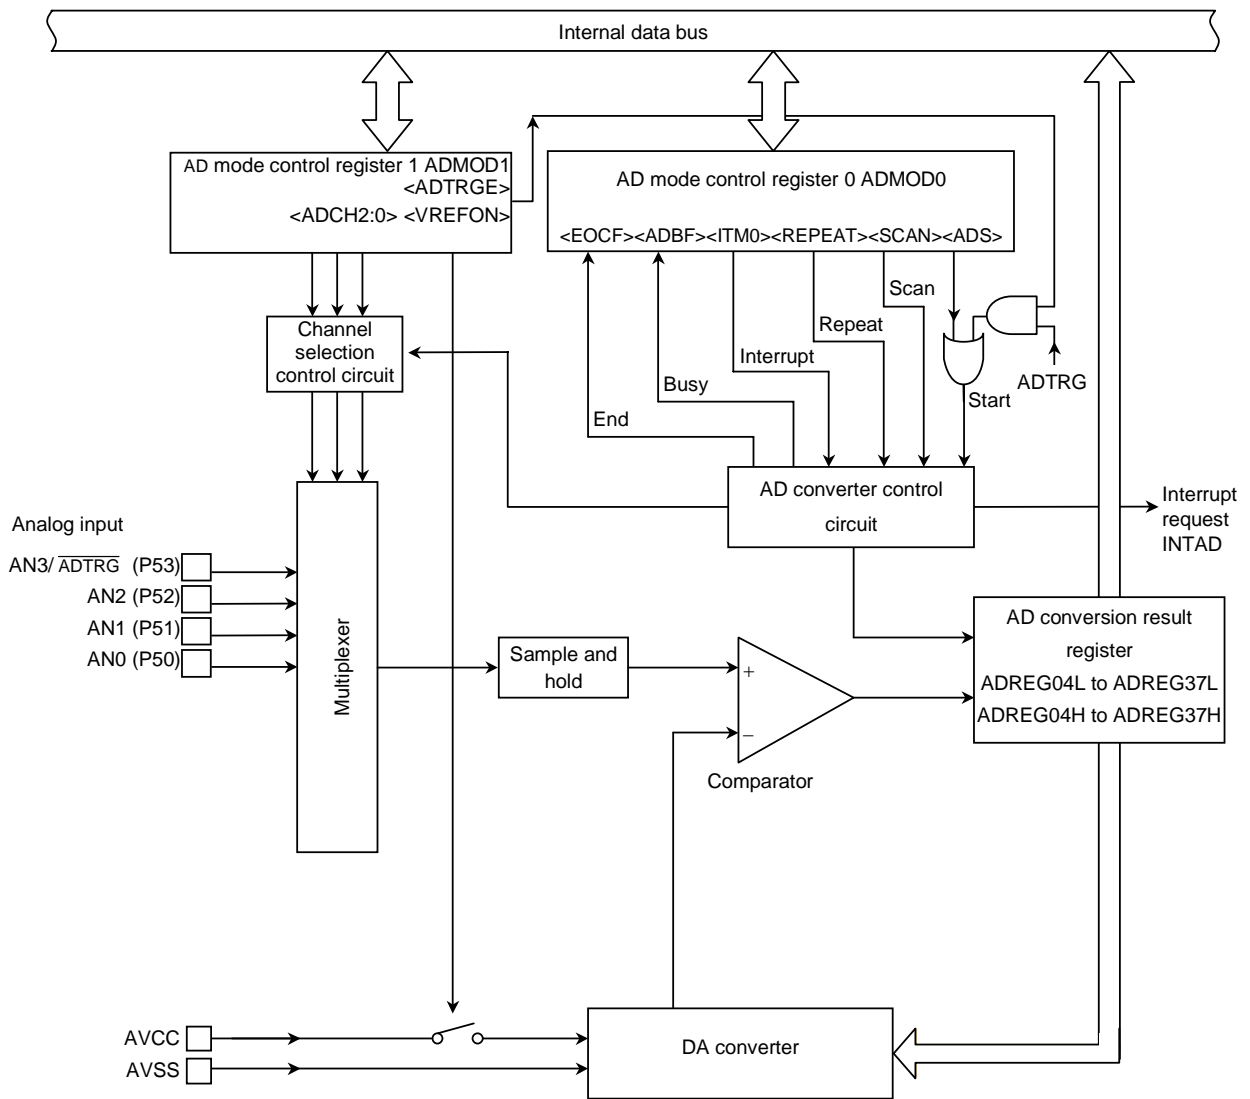 Internal data bus
AD mode control register 1 ADMOD1
<ADTRGE>
<ADCH2:0> <VREFON>
AD mode control register 0 ADMOD0
<EOCF><ADBF><ITM0><REPEAT><SCAN><ADS>
Scan
Repeat
Interrupt
Busy
End
ADTRG
Start
Channel
selection
control circuit
AD converter control
circuit
Interrupt
request
INTAD
Analog input
AN3/ ADTRG (P53)
AN2 (P52)
AN1 (P51)
AN0 (P50)
Multiplexer
Sample and
hold
+
−
Comparator
AD conversion result
register
ADREG04L to ADREG37L
ADREG04H to ADREG37H
AVCC
AVSS
DA converter